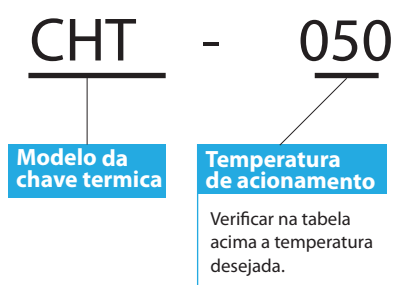 CHT - 050
Modelo da
chave termica
Temperatura
de acionamento
Verificar na tabela
acima a temperatura
desejada.